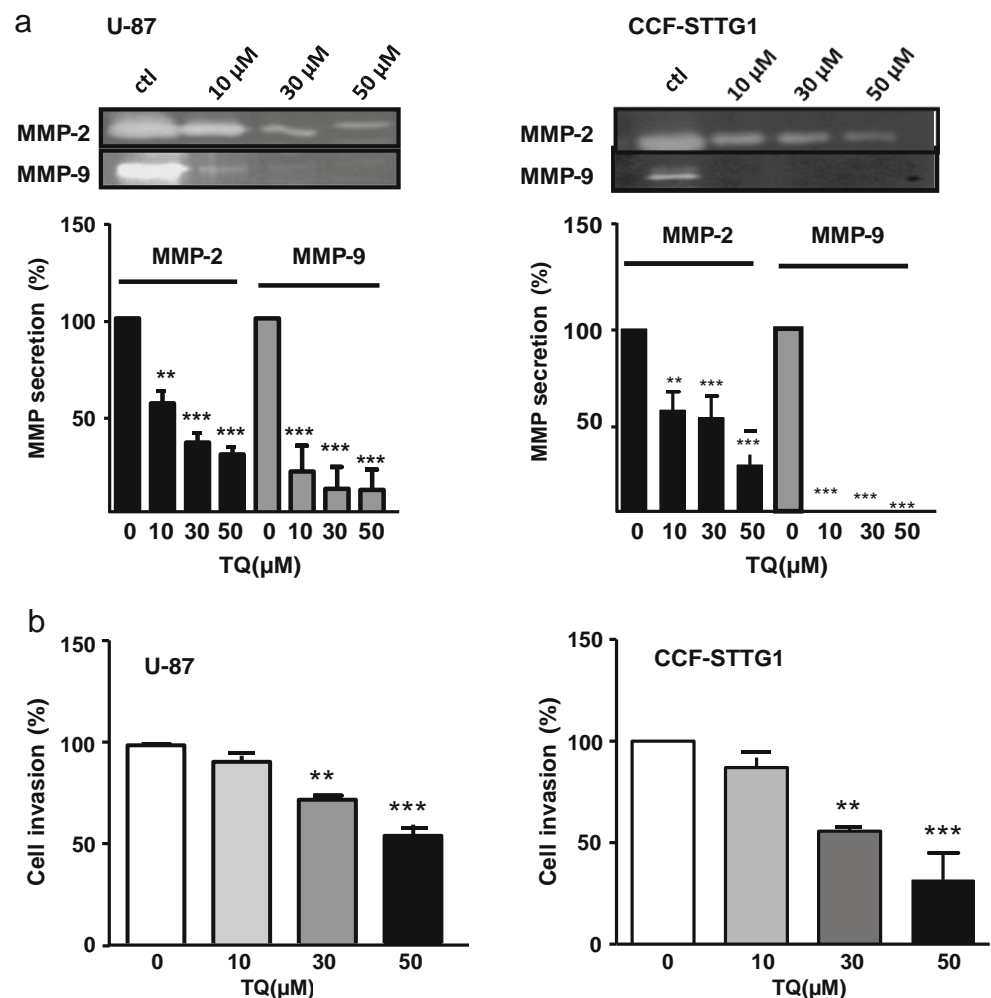 a
U-87
ctl 10 µM 30 µM 50 µM
MMP-2
MMP-9
150
100
50
MMP secretion (%)
MMP-2 MMP-9
** *** *** *** *** ***
0 10 30 50 0 10 30 50
TQ(µM)
CCF-STTG1
ctl 10 µM 30 µM 50 µM
MMP-2
MMP-9
150
100
50
MMP secretion (%)
MMP-2 MMP-9
** *** *** *** *** ***
0 10 30 50 0 10 30 50
TQ(µM)
b
150
100
50
0
Cell invasion (%)
U-87
** ***
0 10 30 50
TQ(µM)
150
100
50
0
Cell invasion (%)
CCF-STTG1
** ***
0 10 30 50
TQ(µM)